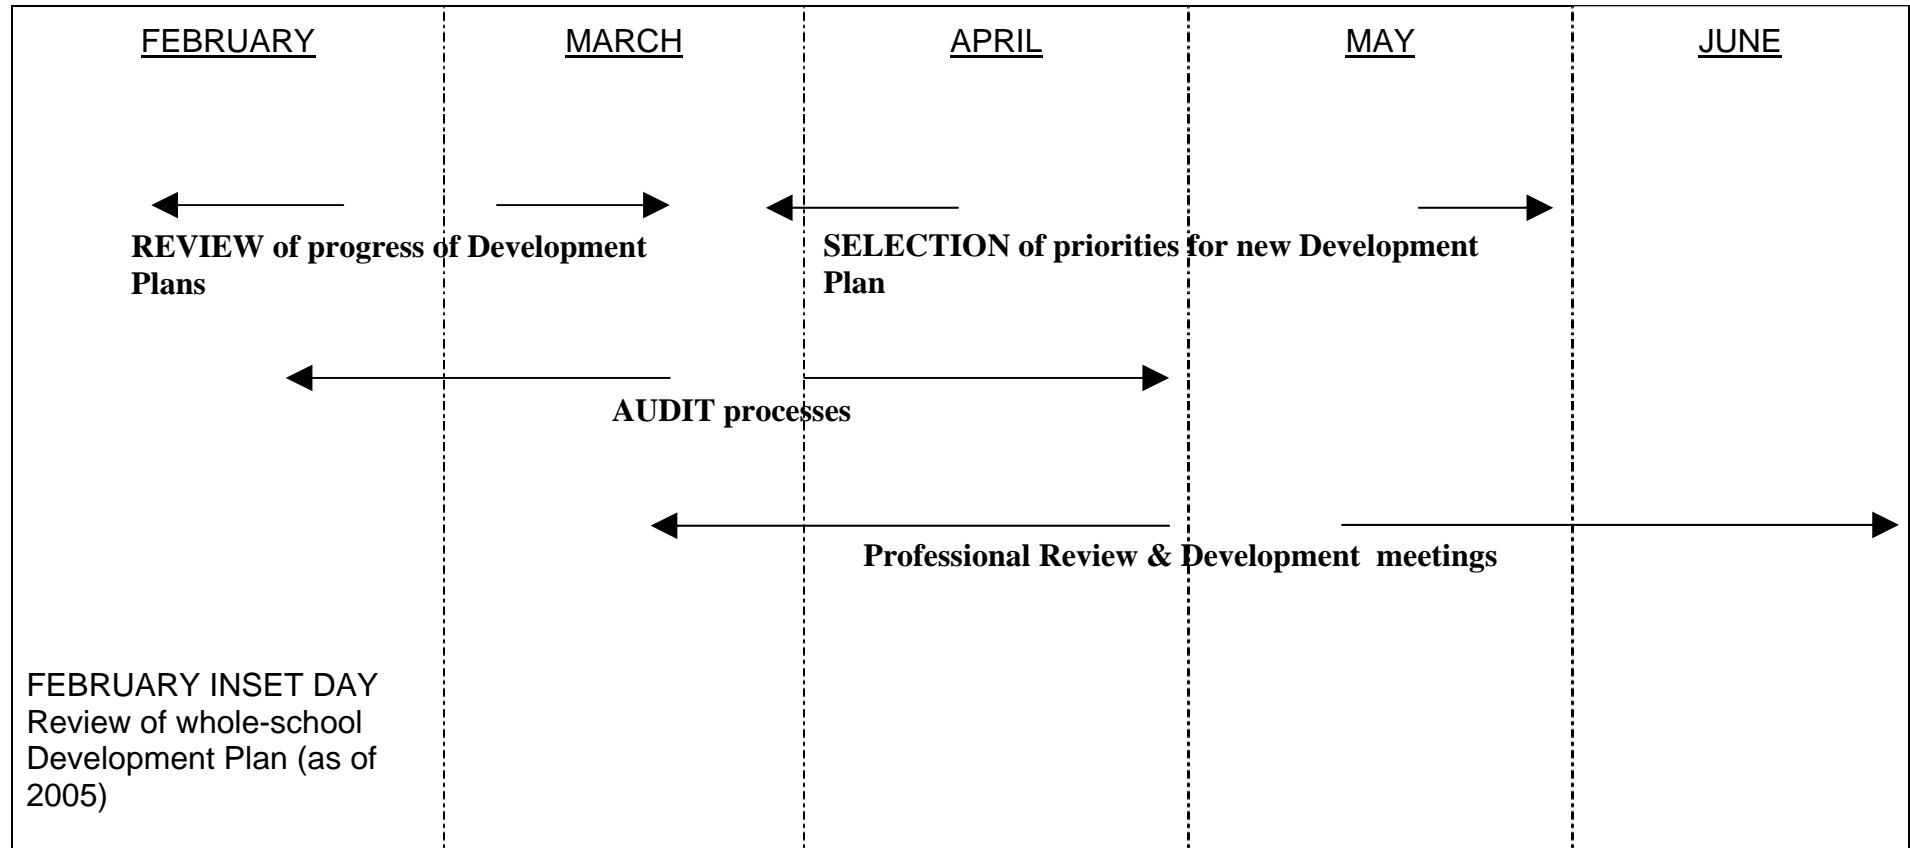 FEBRUARY MARCH APRIL MAY JUNE
REVIEW of progress of Development
Plans
SELECTION of priorities for new Development
Plan
AUDIT processes
Professional Review & Development meetings
FEBRUARY INSET DAY
Review of whole-school
Development Plan (as of
2005)